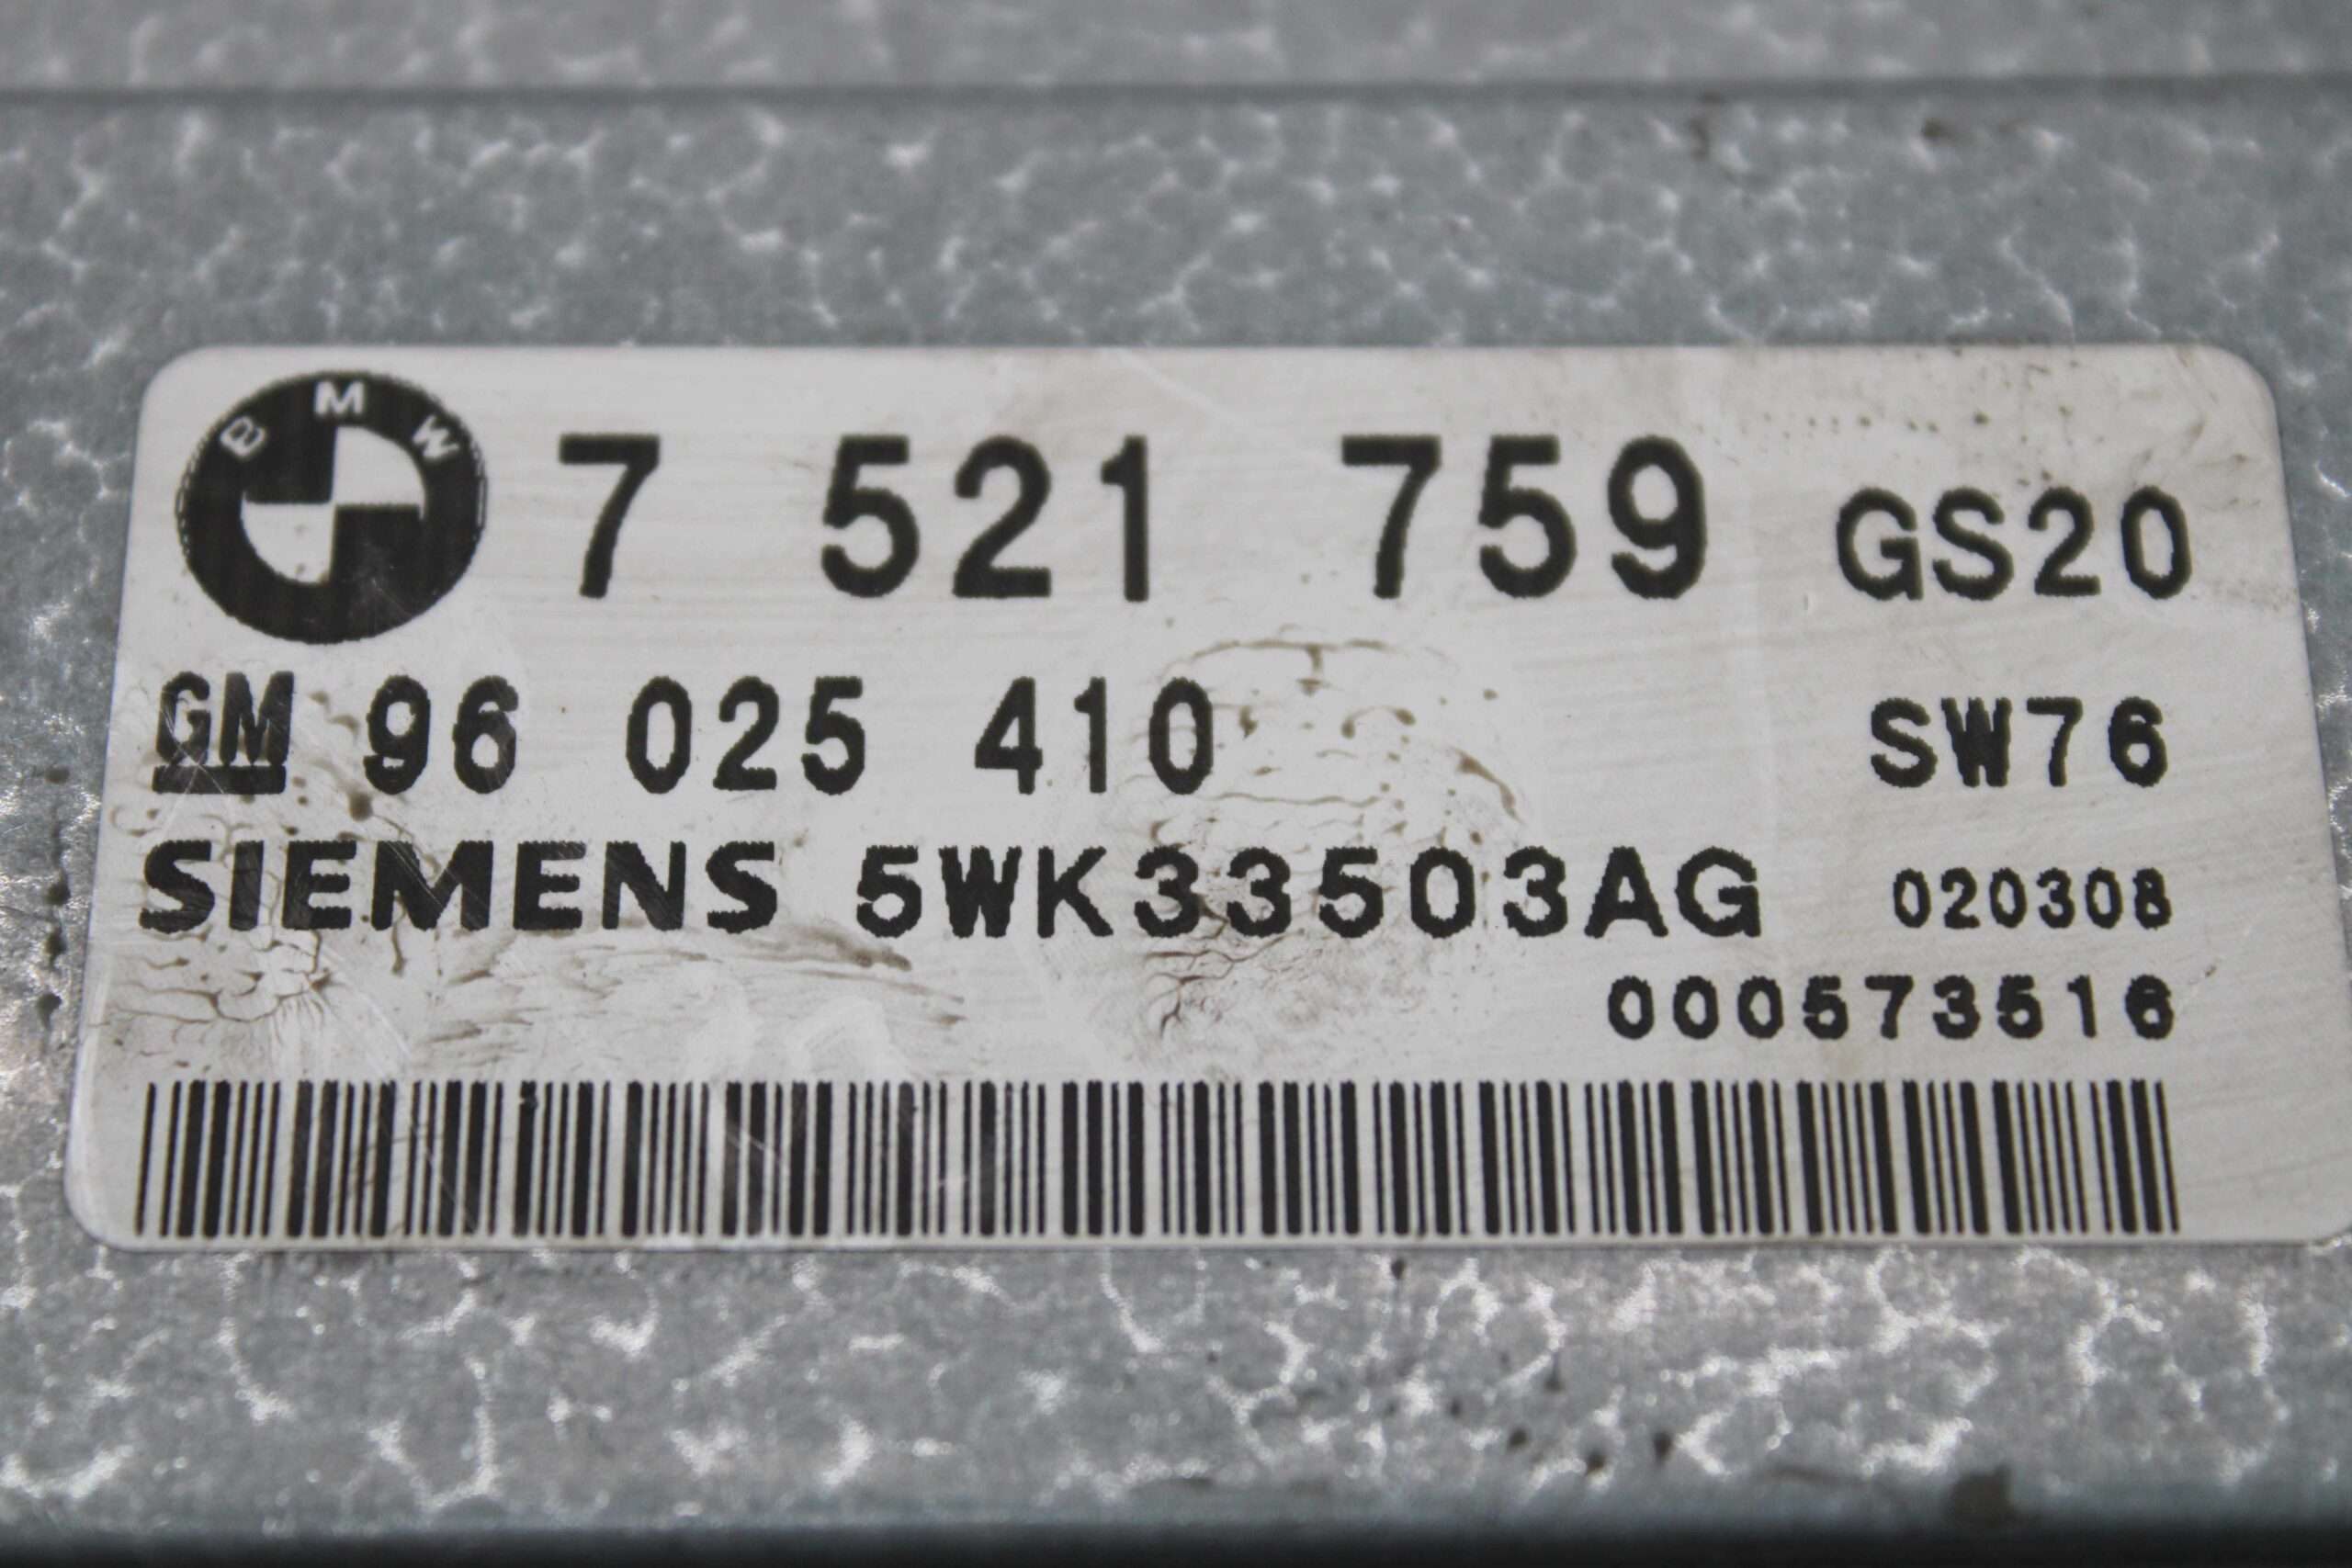 BMW 7 521 759 GS20
GM 96 025 410 SW76
SIEMENS 5WK33503AG 020308
000573516